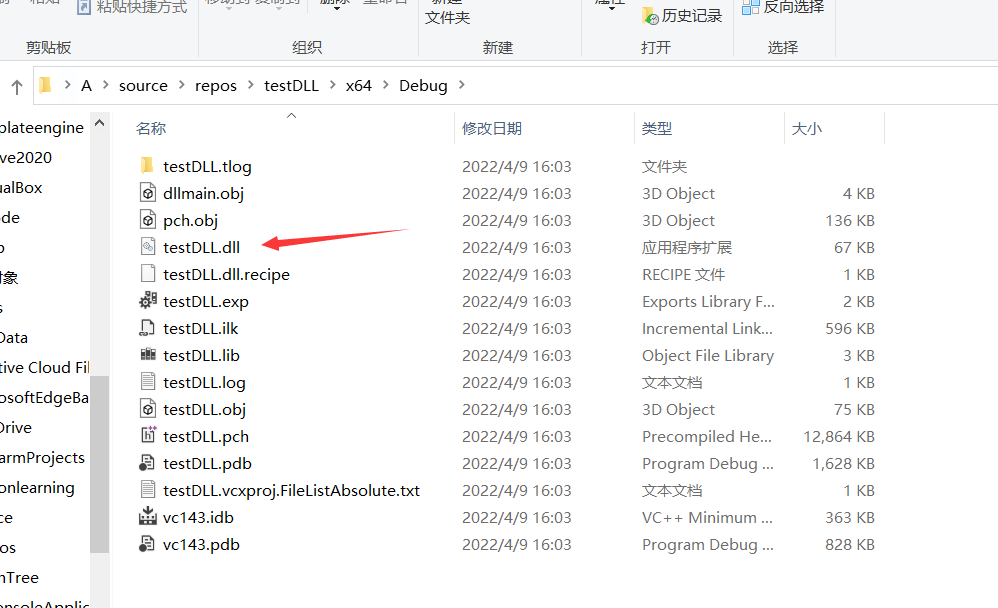 粘贴快捷方式
文件夹
历史记录
反向选择
剪贴板
组织
新建
打开
选择
A
source
repos
testDLL
x64
Debug
plateengine
ve2020
ualBox
ode
对象
Data
tive Cloud Fil
osoftEdgeBa
Drive
armProjects
onlearning
ce
os
nTree
名称 修改日期 类型 大小
testDLL.tlog 2022/4/9 16:03 文件夹
dllmain.obj 2022/4/9 16:03 3D Object 4 KB
pch.obj 2022/4/9 16:03 3D Object 136 KB
testDLL.dll 2022/4/9 16:03 应用程序扩展 67 KB
testDLL.dll.recipe 2022/4/9 16:03 RECIPE 文件 1 KB
testDLL.exp 2022/4/9 16:03 Exports Library F... 2 KB
testDLL.ilk 2022/4/9 16:03 Incremental Link... 596 KB
testDLL.lib 2022/4/9 16:03 Object File Library 3 KB
testDLL.log 2022/4/9 16:03 文本文档 1 KB
testDLL.obj 2022/4/9 16:03 3D Object 75 KB
testDLL.pch 2022/4/9 16:03 Precompiled He... 12,864 KB
testDLL.pdb 2022/4/9 16:03 Program Debug ... 1,628 KB
testDLL.vcxproj.FileListAbsolute.txt 2022/4/9 16:03 文本文档 1 KB
vc143.idb 2022/4/9 16:03 VC++ Minimum ... 363 KB
vc143.pdb 2022/4/9 16:03 Program Debug ... 828 KB